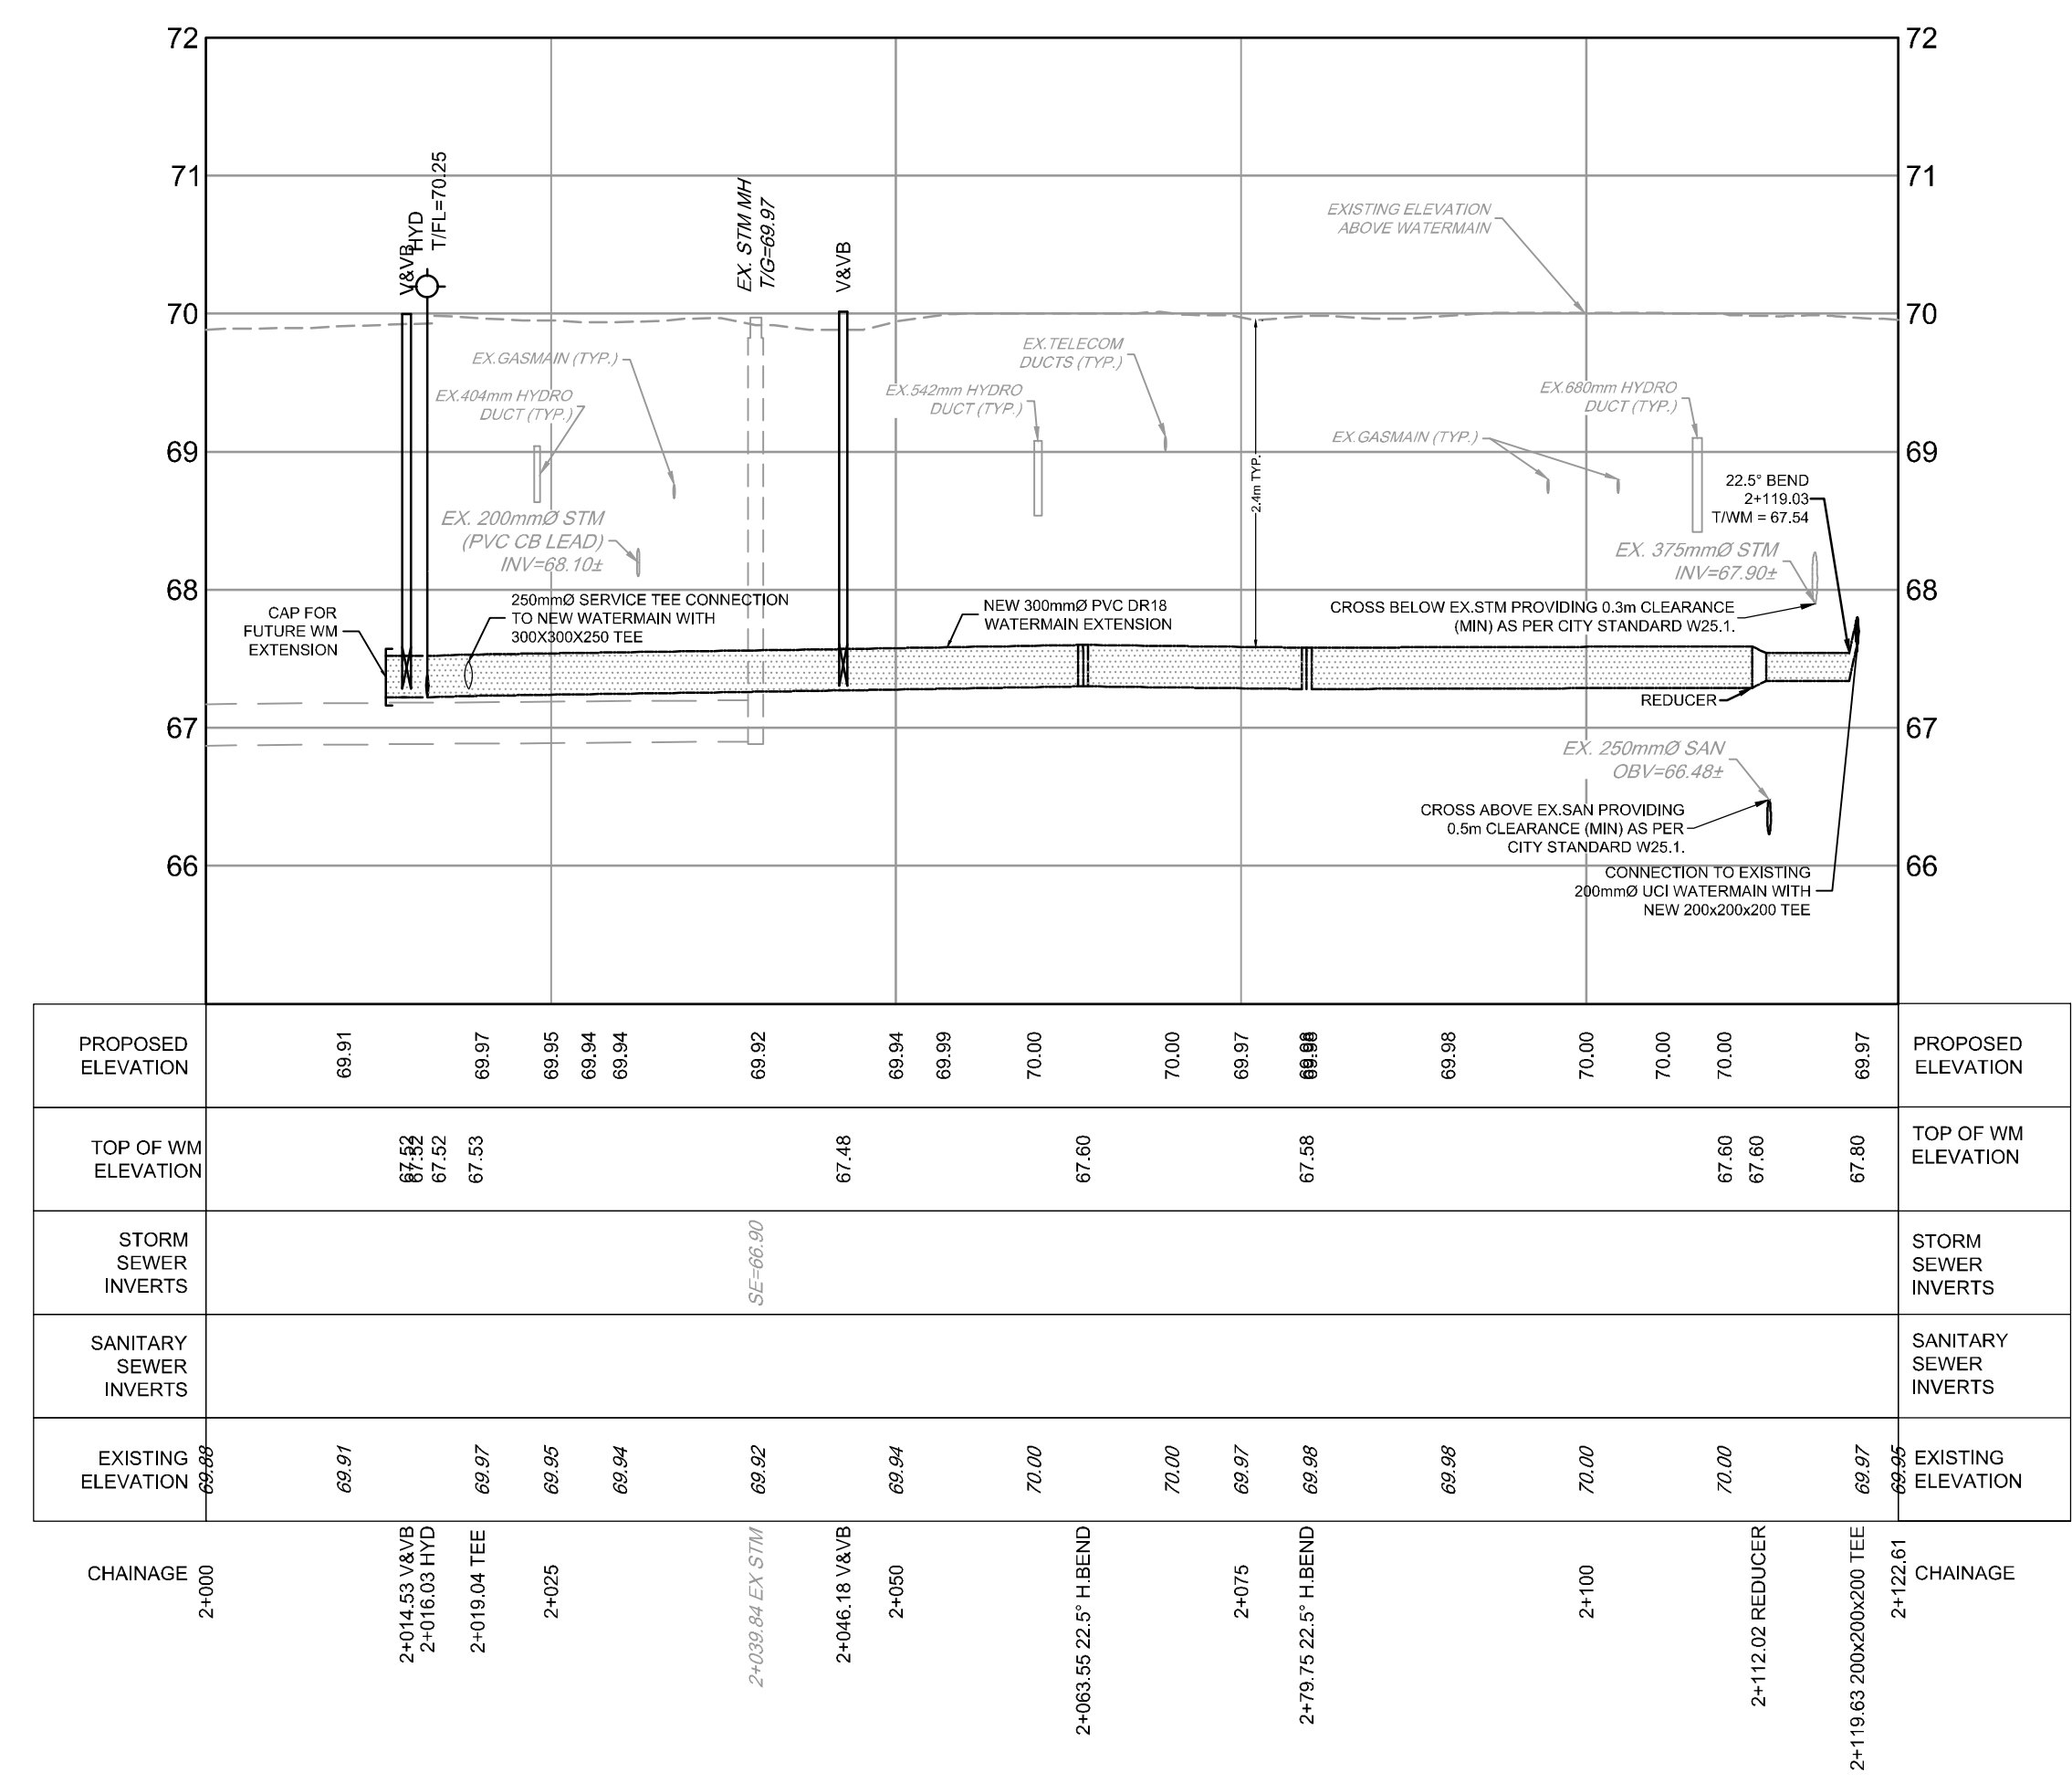 72
72
71
71
70
70
69
69
68
68
67
67
66
66
V&VB
HYD
T/FL=70.25
EX. STM MH
T/G=69.97
V&VB
EXISTING ELEVATION
ABOVE WATERMAIN
EX.GASMAIN (TYP.)
EX.404mm HYDRO
DUCT (TYP.)
EX. 200mmØ STM
(PVC CB LEAD)
INV=68.10±
EX.TELECOM
DUCTS (TYP.)
EX.542mm HYDRO
DUCT (TYP.)
2.4m TYP.
EX.680mm HYDRO
DUCT (TYP.)
EX.GASMAIN (TYP.)
22.5° BEND
2+119.03
T/WM = 67.54
EX. 375mmØ STM
INV=67.90±
CAP FOR
FUTURE WM
EXTENSION
250mmØ SERVICE TEE CONNECTION
TO NEW WATERMAIN WITH
300X300X250 TEE
NEW 300mmØ PVC DR18
WATERMAIN EXTENSION
CROSS BELOW EX.STM PROVIDING 0.3m CLEARANCE
(MIN) AS PER CITY STANDARD W25.1.
REDUCER
EX. 250mmØ SAN
OBV=66.48±
CROSS ABOVE EX.SAN PROVIDING
0.5m CLEARANCE (MIN) AS PER
CITY STANDARD W25.1.
CONNECTION TO EXISTING
200mmØ UCI WATERMAIN WITH
NEW 200x200x200 TEE
PROPOSED
ELEVATION
69.91
69.97
69.95
69.94
69.94
69.92
69.94
69.99
70.00
70.00
69.97
69.98
69.98
70.00
70.00
70.00
69.97
PROPOSED
ELEVATION
TOP OF WM
ELEVATION
67.52
67.52
67.52
67.53
67.48
67.60
67.58
67.60
67.60
67.80
TOP OF WM
ELEVATION
STORM
SEWER
INVERTS
SE=66.90
STORM
SEWER
INVERTS
SANITARY
SEWER
INVERTS
SANITARY
SEWER
INVERTS
EXISTING
ELEVATION
69.88
69.91
69.97
69.95
69.94
69.92
69.94
70.00
70.00
69.97
69.98
69.98
70.00
70.00
69.97
69.95
EXISTING
ELEVATION
CHAINAGE
2+000
2+014.53 V&VB
2+016.03 HYD
2+019.04 TEE
2+025
2+039.84 EX STM
2+046.18 V&VB
2+050
2+063.55 22.5° H.BEND
2+075
2+79.75 22.5° H.BEND
2+100
2+112.02 REDUCER
2+119.63 200x200x200 TEE
2+122.61
CHAINAGE